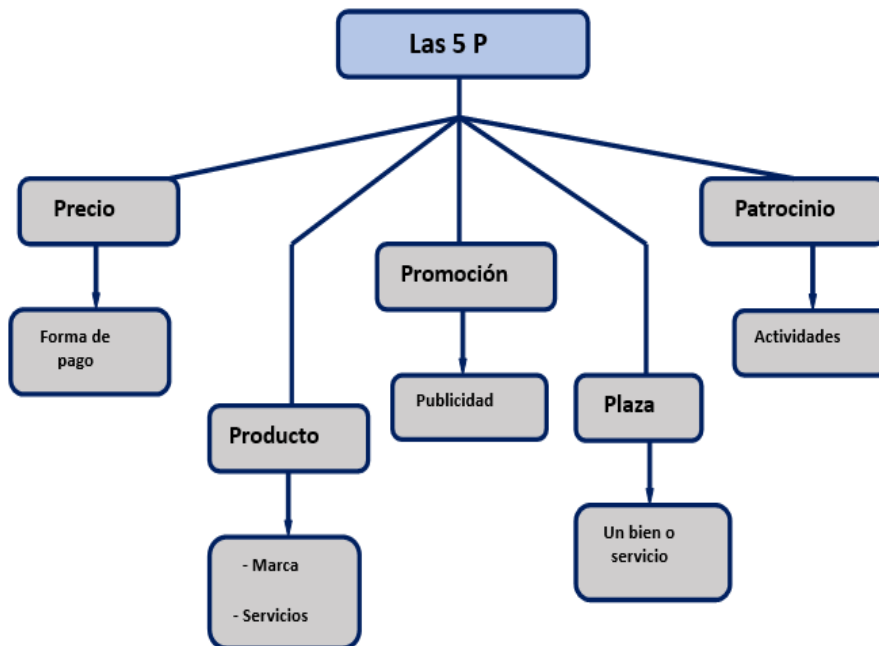 Las 5 P
Precio
Patrocinio
Promoción
Forma de
pago
Actividades
Publicidad
Plaza
Producto
Un bien o
servicio
- Marca
- Servicios